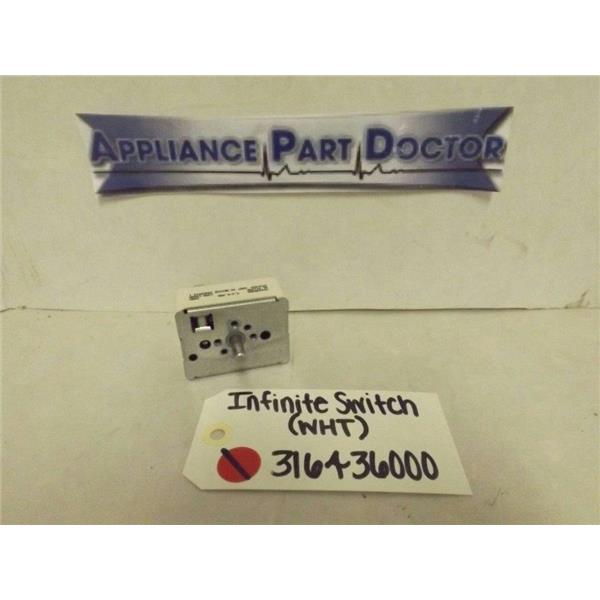 APPLIANCE PART DOCTOR
Infinite Switch
(WHT)
316436000